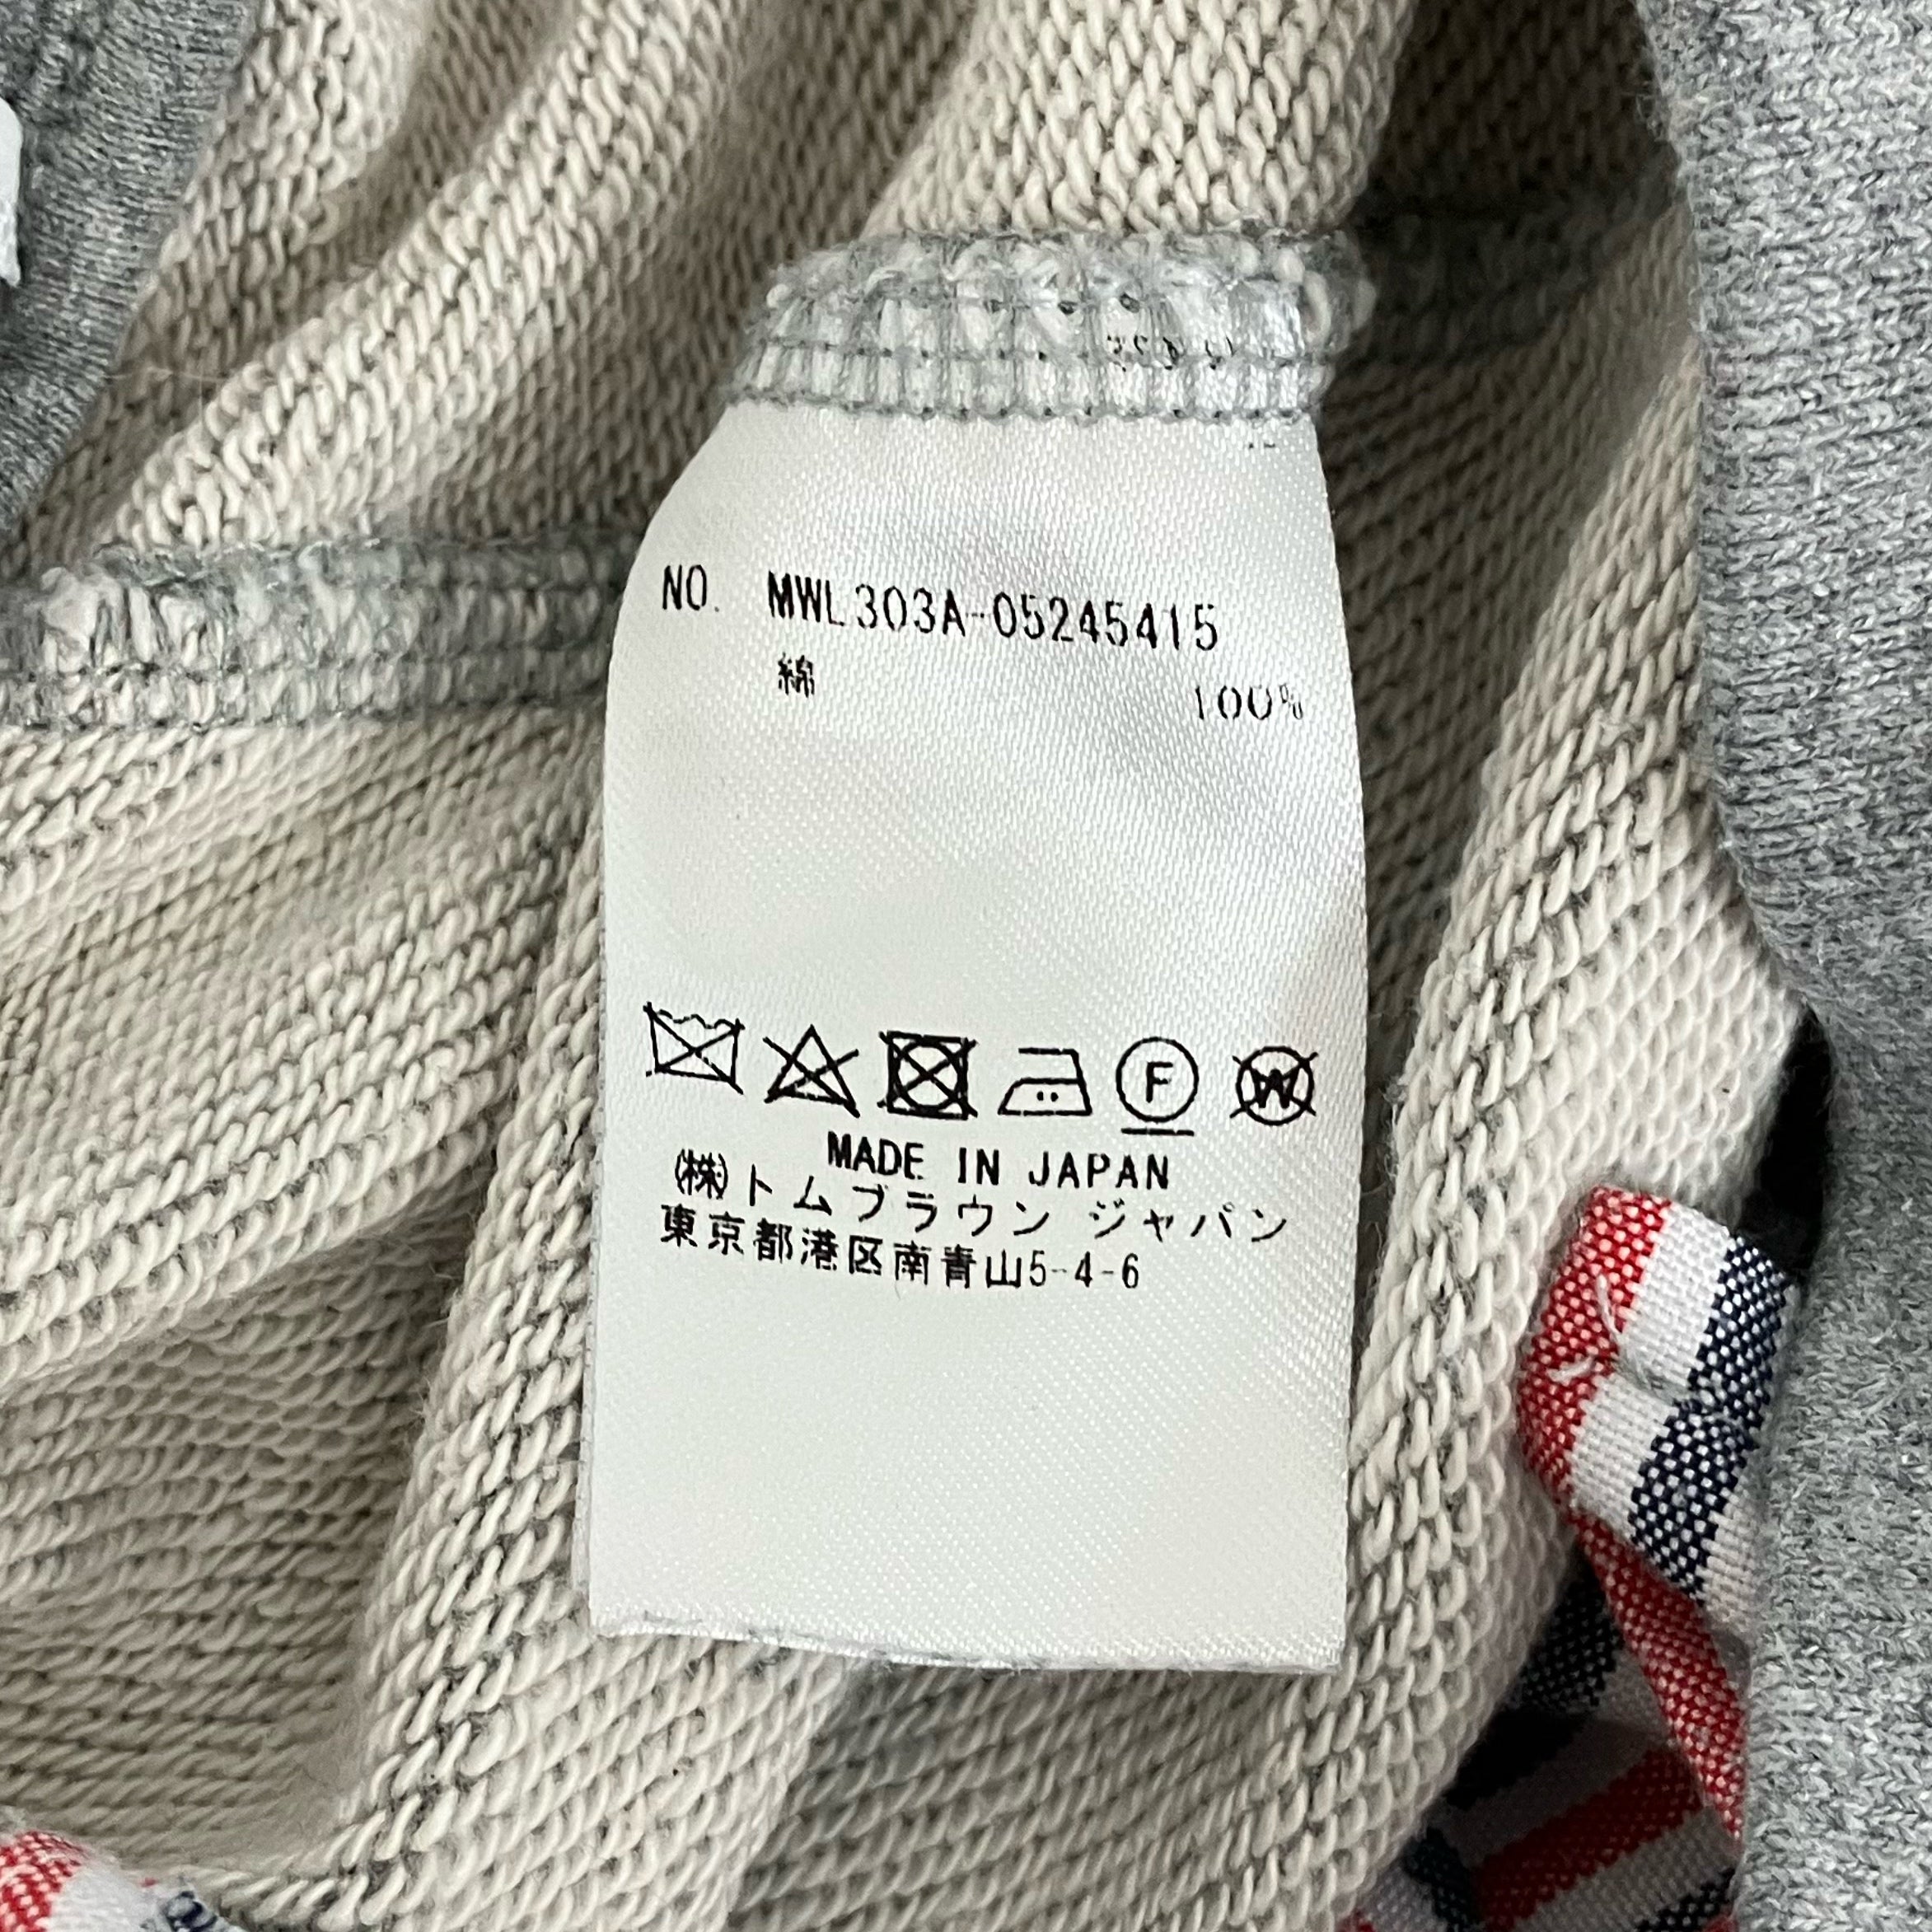 NO. MWL303A-05245415
綿 100%
F W
MADE IN JAPAN
(株)トムブラウン ジャパン
東京都港区南青山5-4-6